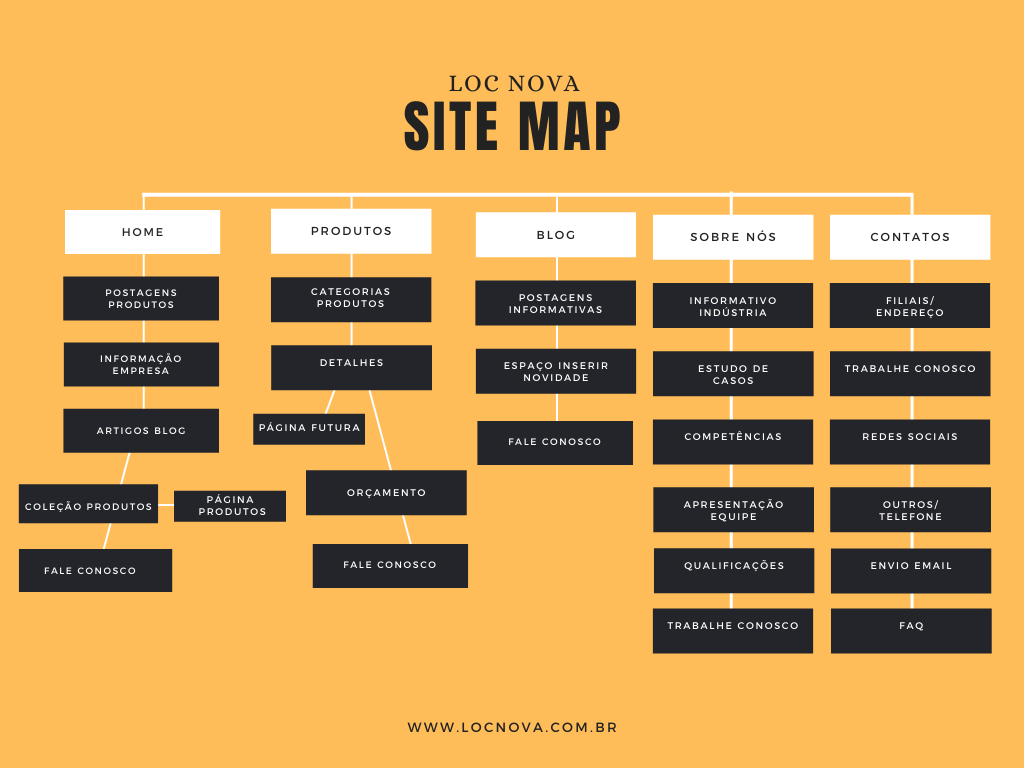 LOC NOVA
SITE MAP
HOME
POSTAGENS
PRODUTOS
INFORMAÇÃO
EMPRESA
ARTIGOS BLOG
COLEÇÃO PRODUTOS
PÁGINA
PRODUTOS
FALE CONOSCO
PRODUTOS
CATEGORIAS
PRODUTOS
DETALHES
PÁGINA FUTURA
ORÇAMENTO
FALE CONOSCO
BLOG
POSTAGENS
INFORMATIVAS
ESPAÇO INSERIR
NOVIDADE
FALE CONOSCO
SOBRE NÓS
INFORMATIVO
INDÚSTRIA
ESTUDO DE
CASOS
COMPETÊNCIAS
APRESENTAÇÃO
EQUIPE
QUALIFICAÇÕES
TRABALHE CONOSCO
CONTATOS
FILIAIS/
ENDEREÇO
TRABALHE CONOSCO
REDES SOCIAIS
OUTROS/
TELEFONE
ENVIO EMAIL
FAQ
WWW.LOCNOVA.COM.BR